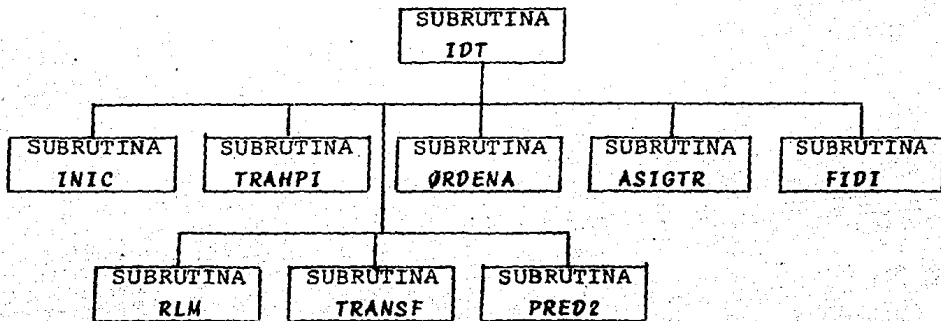 SUBRUTINA
IDT
SUBRUTINA
INIC
SUBRUTINA
TRAHPI
SUBRUTINA
ØRDENA
SUBRUTINA
ASIGTR
SUBRUTINA
FIDI
SUBRUTINA
RLM
SUBRUTINA
TRANSF
SUBRUTINA
PRED2